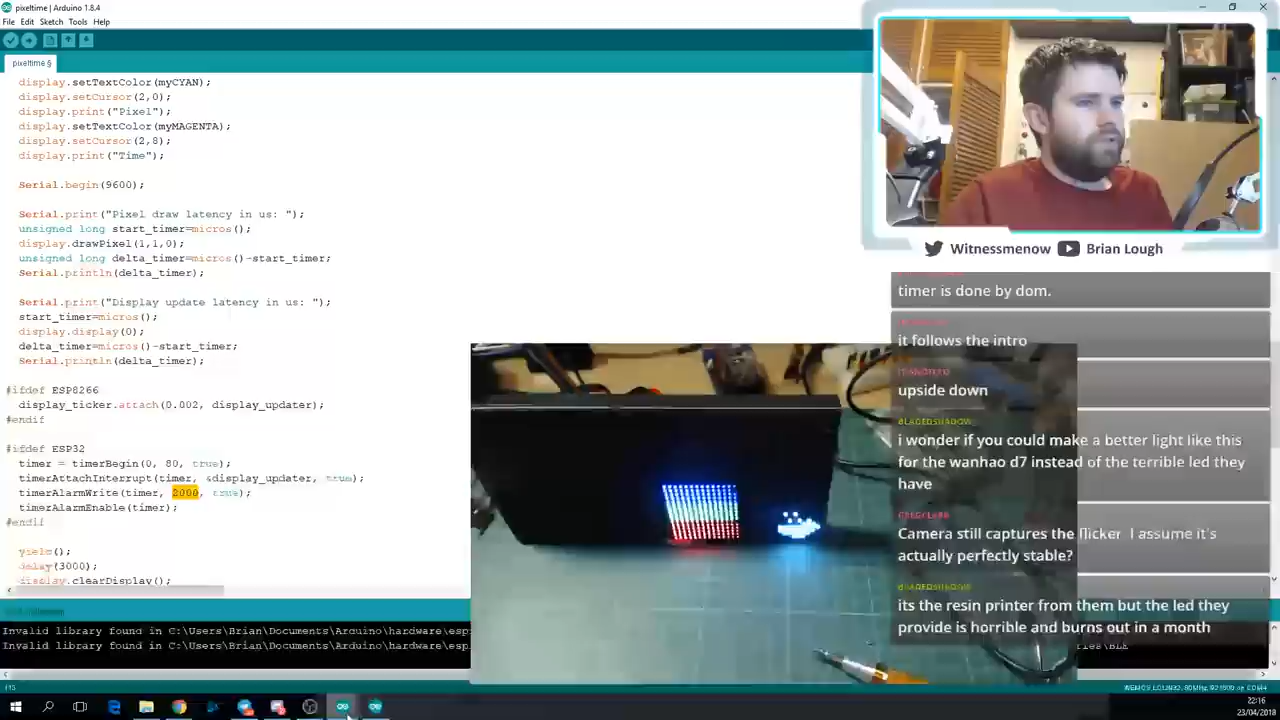 pixeltime | Arduino 1.8.4
File Edit Sketch Tools Help
pixeltime §
display.setTextColor(myCYAN);
display.setCursor(2,0);
display.print("Pixel");
display.setTextColor(myMAGENTA);
display.setCursor(2,8);
display.print("Time");
Serial.begin(9600);
Serial.print("Pixel draw latency in us: ");
unsigned long start_timer=micros();
display.drawPixel(1,1,0);
unsigned long delta_timer=micros()-start_timer;
Serial.println(delta_timer);
Serial.print("Display update latency in us: ");
start_timer=micros();
display.display(0);
delta_timer=micros()-start_timer;
Serial.println(delta_timer);
#ifdef ESP8266
display_ticker.attach(0.002, display_updater);
#endif
#ifdef ESP32
timer = timerBegin(0, 80, true);
timerAttachInterrupt(timer, &display_updater, true);
timerAlarmWrite(timer, 2000, true);
timerAlarmEnable(timer);
#endif
yield();
delay(3000);
display.clearDisplay();
Invalid library found in C:\Users\Brian\Documents\Arduino\hardware\esp
Invalid library found in C:\Users\Brian\Documents\Arduino\hardware\esp
Witnessmenow Brian Lough
timer is done by dom.
it follows the intro
upside down
i wonder if you could make a better light like this
for the wanhao d7 instead of the terrible led they
have
Camera still captures the flicker I assume it's
actually perfectly stable?
its the resin printer from them but the led they
provide is horrible and burns out in a month
22:16
23/04/2018